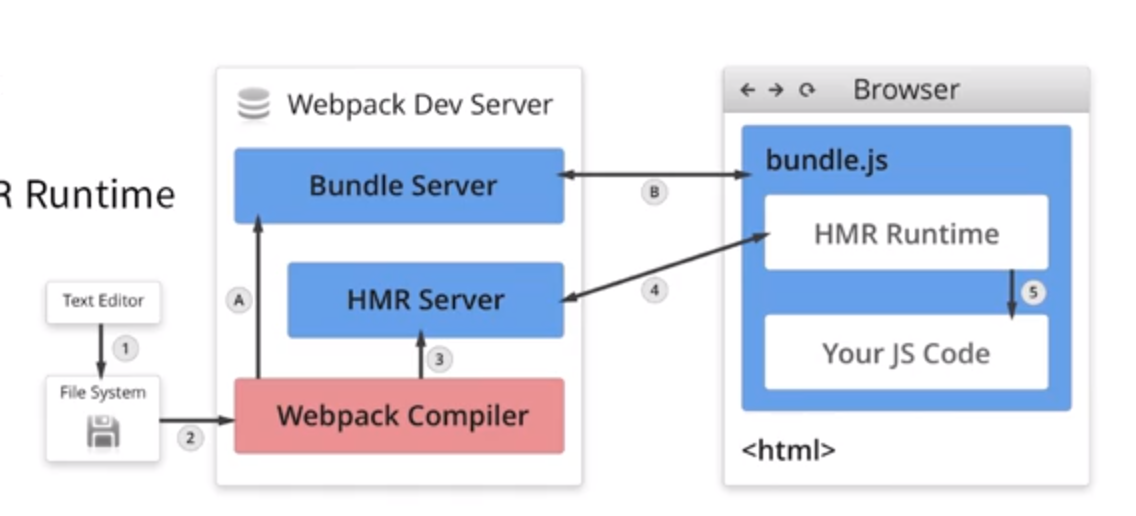 R Runtime
Text Editor
1
File System
2
Webpack Dev Server
Bundle Server
A
HMR Server
3
Webpack Compiler
B
4
Browser
bundle.js
HMR Runtime
5
Your JS Code
<html>